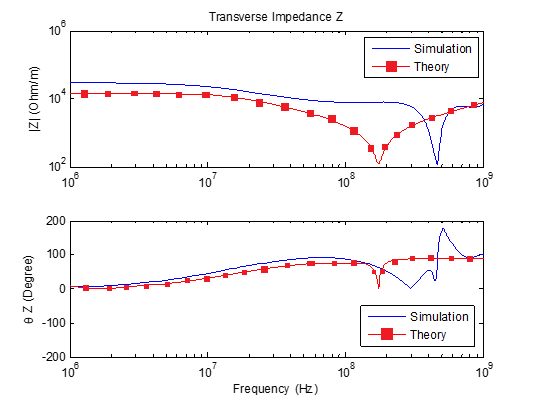 Transverse Impedance Z
10^6
10^4
10^2
|Z| (Ohm/m)
Simulation
Theory
10^6 10^7 10^8 10^9
200
100
0
-100
-200
θ Z (Degree)
Simulation
Theory
10^6 10^7 10^8 10^9
Frequency (Hz)